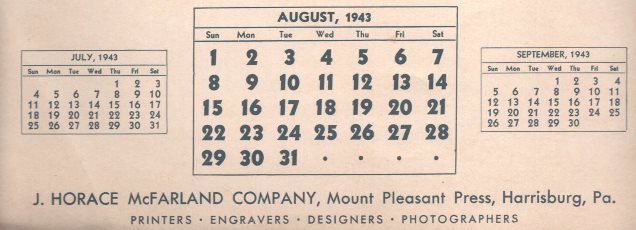 JULY, 1943
Sun Mon Tue Wed Thu Fri Sat
1 2 3
4 5 6 7 8 9 10
11 12 13 14 15 16 17
18 19 20 21 22 23 24
25 26 27 28 29 30 31
AUGUST, 1943
Sun Mon Tue Wed Thu Fri Sat
1 2 3 4 5 6 7
8 9 10 11 12 13 14
15 16 17 18 19 20 21
22 23 24 25 26 27 28
29 30 31 · · · ·
SEPTEMBER, 1943
Sun Mon Tue Wed Thu Fri Sat
1 2 3 4
5 6 7 8 9 10 11
12 13 14 15 16 17 18
19 20 21 22 23 24 25
26 27 28 29 30
J. HORACE McFARLAND COMPANY, Mount Pleasant Press, Harrisburg, Pa.
PRINTERS · ENGRAVERS · DESIGNERS · PHOTOGRAPHERS